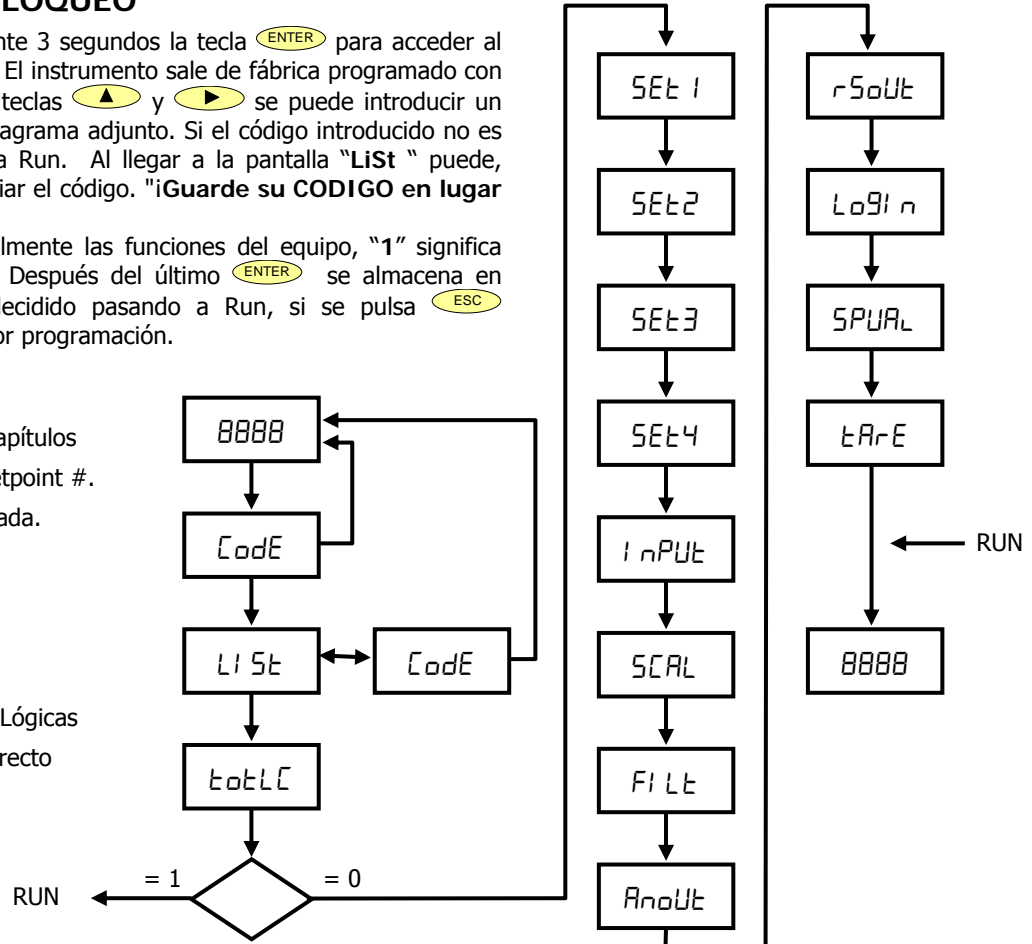 LOQUEO
nte 3 segundos la tecla ENTER para acceder al
El instrumento sale de fábrica programado con
teclas ▲ y ► se puede introducir un
agrama adjunto. Si el código introducido no es
a Run. Al llegar a la pantalla “LiSt “ puede,
iar el código. "¡Guarde su CODIGO en lugar
lmente las funciones del equipo, “1” significa
Después del último ENTER se almacena en
ecidido pasando a Run, si se pulsa ESC
or programación.
apítulos
etpoint #.
ada.
Lógicas
recto
8888
CodE
LISt
CodE
totLC
= 1
= 0
RUN
SEt1
SEt2
SEt3
SEt4
InPUt
SCAL
FILt
AnoUt
rSoUt
LogIn
SPVAL
tArE
RUN
8888